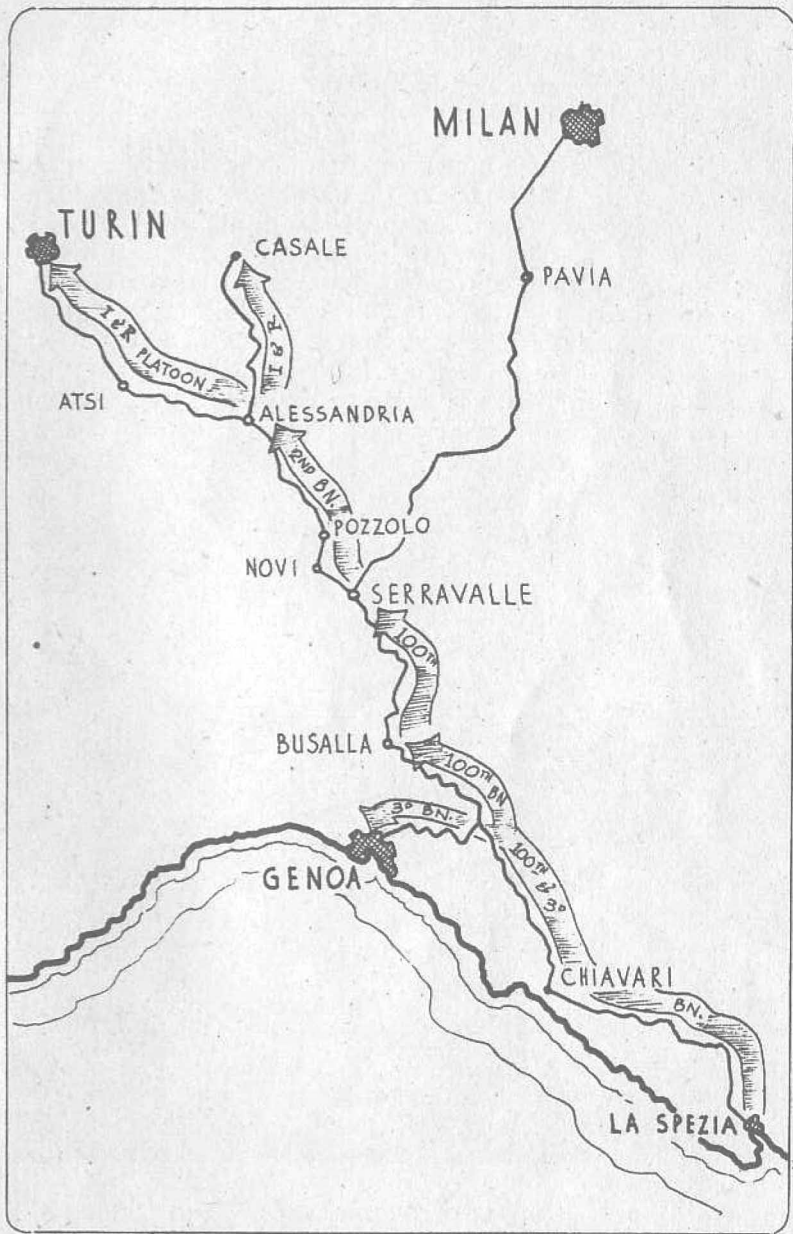 MILAN
TURIN
CASALE
PAVIA
I & R PLATOON
I & R
ATSI
ALESSANDRIA
2ND BN.
POZZOLO
NOVI
SERRAVALLE
100TH
BUSALLA
100TH BN
3D BN.
GENOA
100TH & 3D
CHIAVARI
BN.
LA SPEZIA